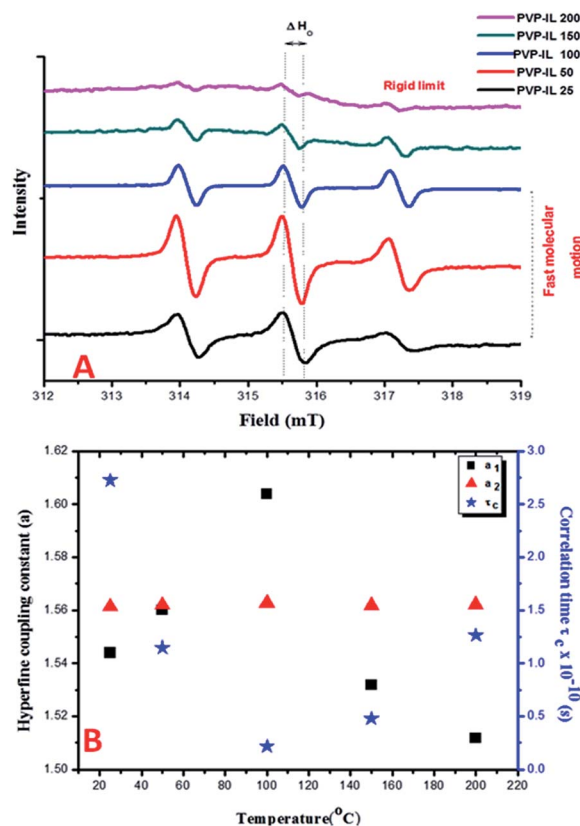 PVP-IL 200
PVP-IL 150
PVP-IL 100
PVP-IL 50
PVP-IL 25
Δ Ho
Rigid limit
Fast molecular
motion
Intensity
A
312 313 314 315 316 317 318 319
Field (mT)
1.62
1.60
1.58
1.56
1.54
1.52
1.50
Hyperfine coupling constant (a)
a1
a2
τc
3.0
2.5
2.0
1.5
1.0
0.5
0.0
Correlation time τc x 10-10 (s)
B
20 40 60 80 100 120 140 160 180 200 220
Temperature(oC)